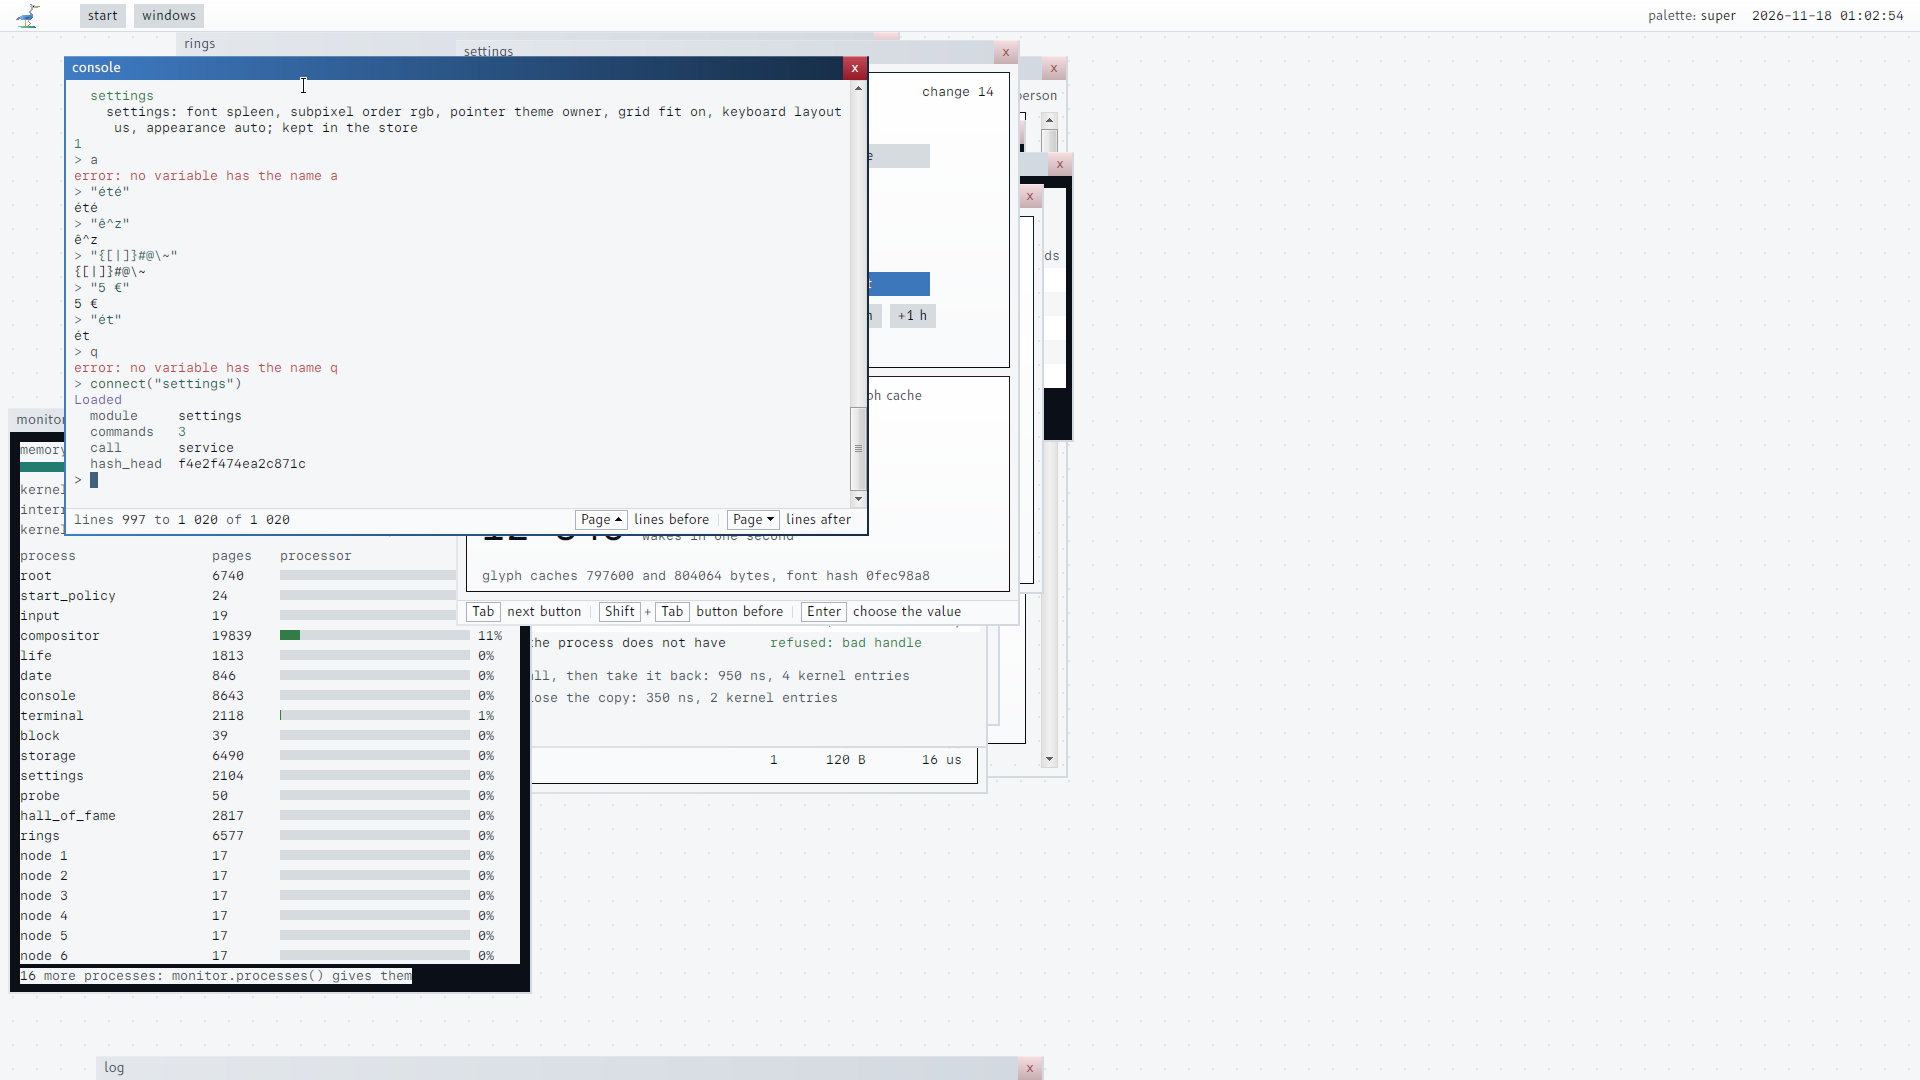 start windows palette: super 2026-11-18 01:02:54
rings
settings
x
console
x
x
settings
settings: font spleen, subpixel order rgb, pointer theme owner, grid fit on, keyboard layout
us, appearance auto; kept in the store
1
> a
error: no variable has the name a
> "été"
été
> "ê^z"
ê^z
> "{[|]}#@\~"
{[|]}#@\~
> "5 €"
5 €
> "ét"
ét
> q
error: no variable has the name q
> connect("settings")
Loaded
module settings
commands 3
call service
hash_head f4e2f474ea2c871c
>
lines 997 to 1 020 of 1 020 Page lines before Page lines after
change 14
erson
x
x
ds
+1 h
ph cache
wakes in one second
glyph caches 797600 and 804064 bytes, font hash 0fec98a8
Tab next button Shift + Tab button before Enter choose the value
the process does not have refused: bad handle
all, then take it back: 950 ns, 4 kernel entries
lose the copy: 350 ns, 2 kernel entries
1 120 B 16 us
monitor
memory
kernel
inter
kernel
process pages processor
root 6740
start_policy 24
input 19
compositor 19839 11%
life 1813 0%
date 846 0%
console 8643 0%
terminal 2118 1%
block 39 0%
storage 6490 0%
settings 2104 0%
probe 50 0%
hall_of_fame 2817 0%
rings 6577 0%
node 1 17 0%
node 2 17 0%
node 3 17 0%
node 4 17 0%
node 5 17 0%
node 6 17 0%
16 more processes: monitor.processes() gives them
log
x